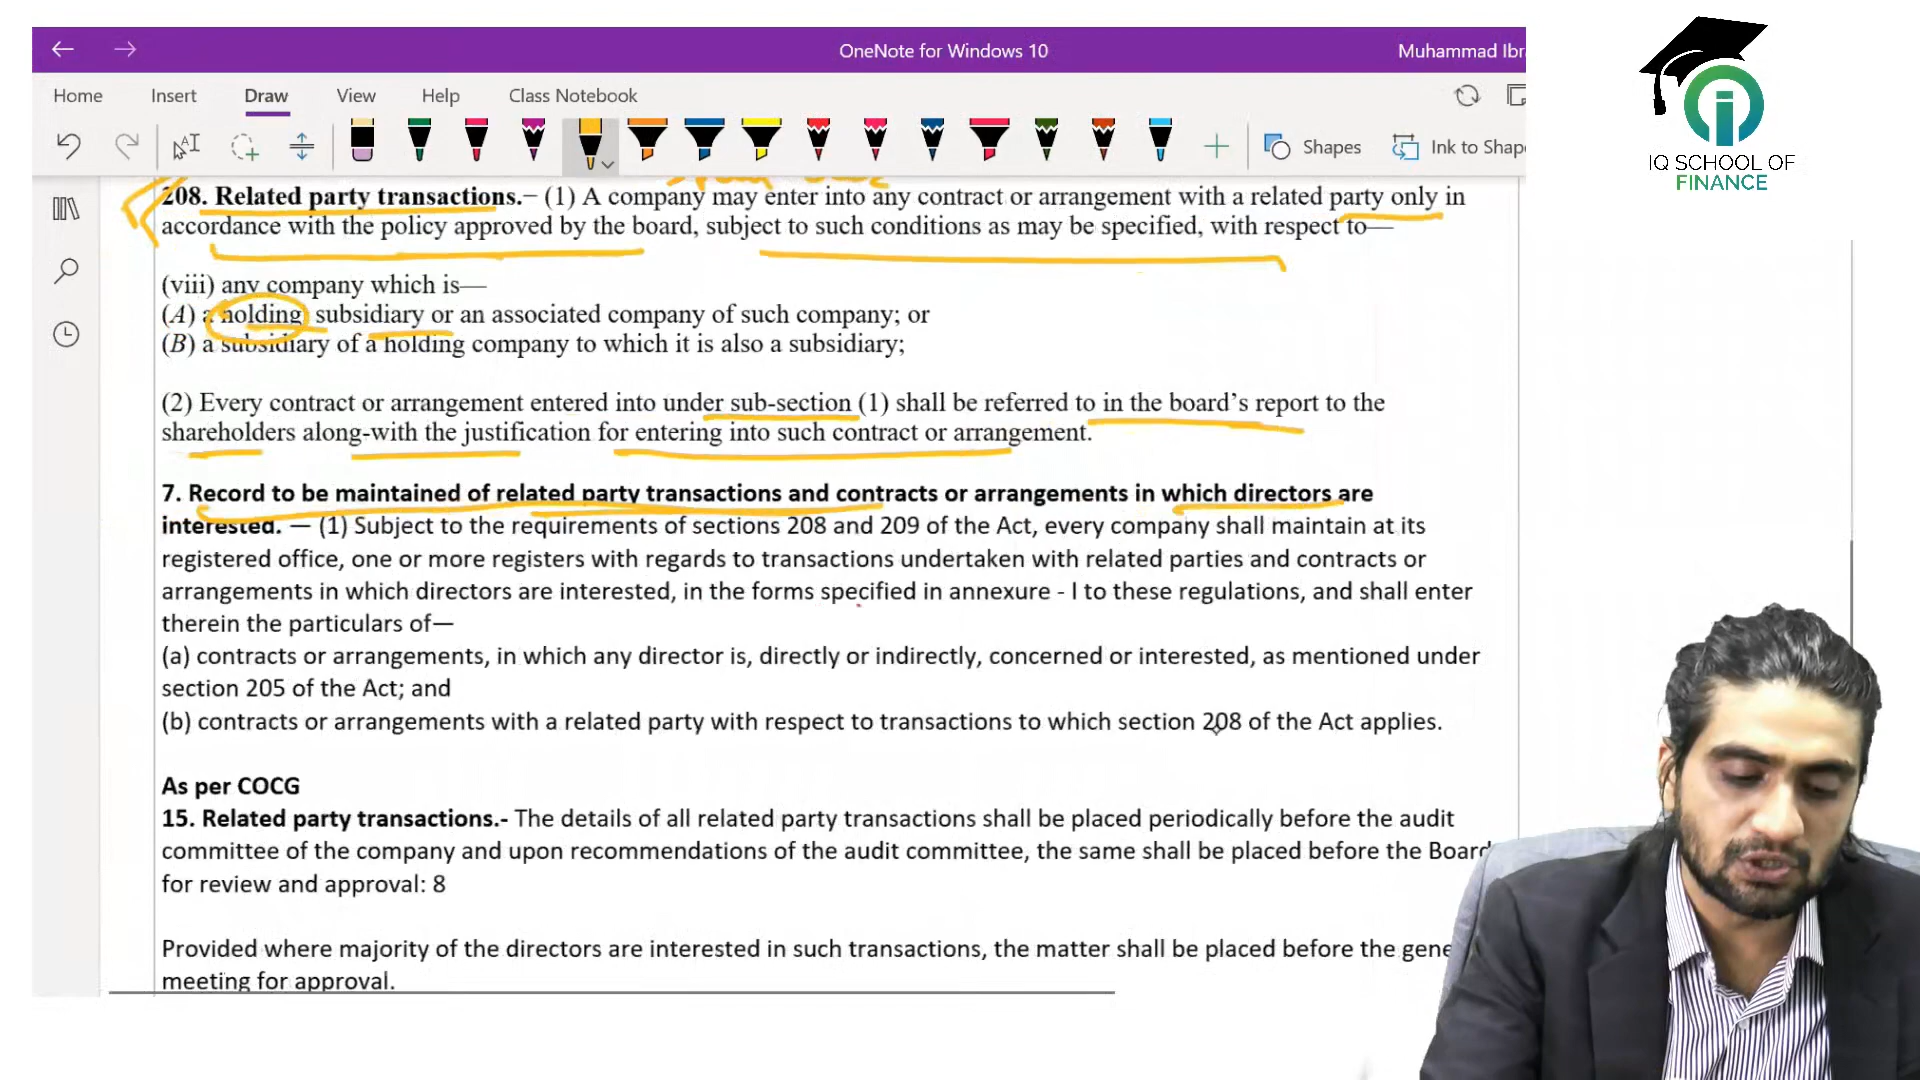 OneNote for Windows 10
Muhammad Ibr
Home
Insert
Draw
View
Help
Class Notebook
Shapes
Ink to Shap
IQ SCHOOL OF
FINANCE
208. Related party transactions.– (1) A company may enter into any contract or arrangement with a related party only in
accordance with the policy approved by the board, subject to such conditions as may be specified, with respect to—
(viii) any company which is—
(A) a holding subsidiary or an associated company of such company; or
(B) a subsidiary of a holding company to which it is also a subsidiary;
(2) Every contract or arrangement entered into under sub-section (1) shall be referred to in the board's report to the
shareholders along-with the justification for entering into such contract or arrangement.
7. Record to be maintained of related party transactions and contracts or arrangements in which directors are
interested. — (1) Subject to the requirements of sections 208 and 209 of the Act, every company shall maintain at its
registered office, one or more registers with regards to transactions undertaken with related parties and contracts or
arrangements in which directors are interested, in the forms specified in annexure - I to these regulations, and shall enter
therein the particulars of—
(a) contracts or arrangements, in which any director is, directly or indirectly, concerned or interested, as mentioned under
section 205 of the Act; and
(b) contracts or arrangements with a related party with respect to transactions to which section 208 of the Act applies.
As per COCG
15. Related party transactions.- The details of all related party transactions shall be placed periodically before the audit
committee of the company and upon recommendations of the audit committee, the same shall be placed before the Board
for review and approval: 8
Provided where majority of the directors are interested in such transactions, the matter shall be placed before the gene
meeting for approval.